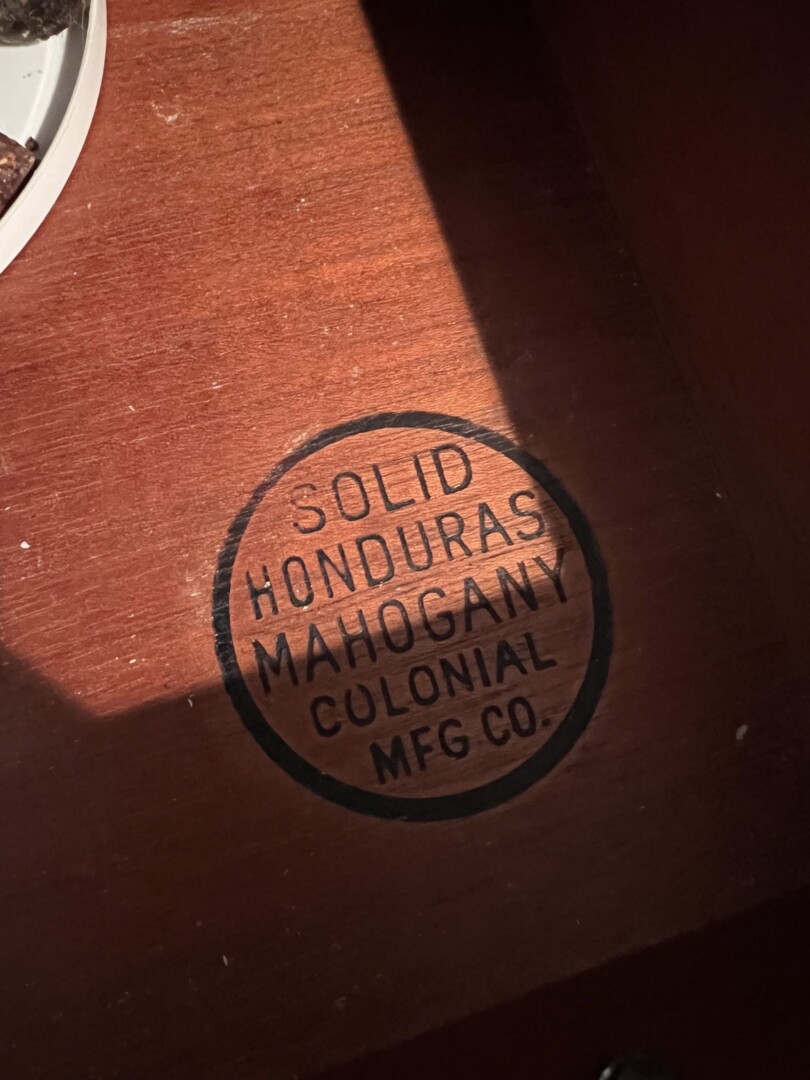 SOLID
HONDURAS
MAHOGANY
COLONIAL
MFG CO.